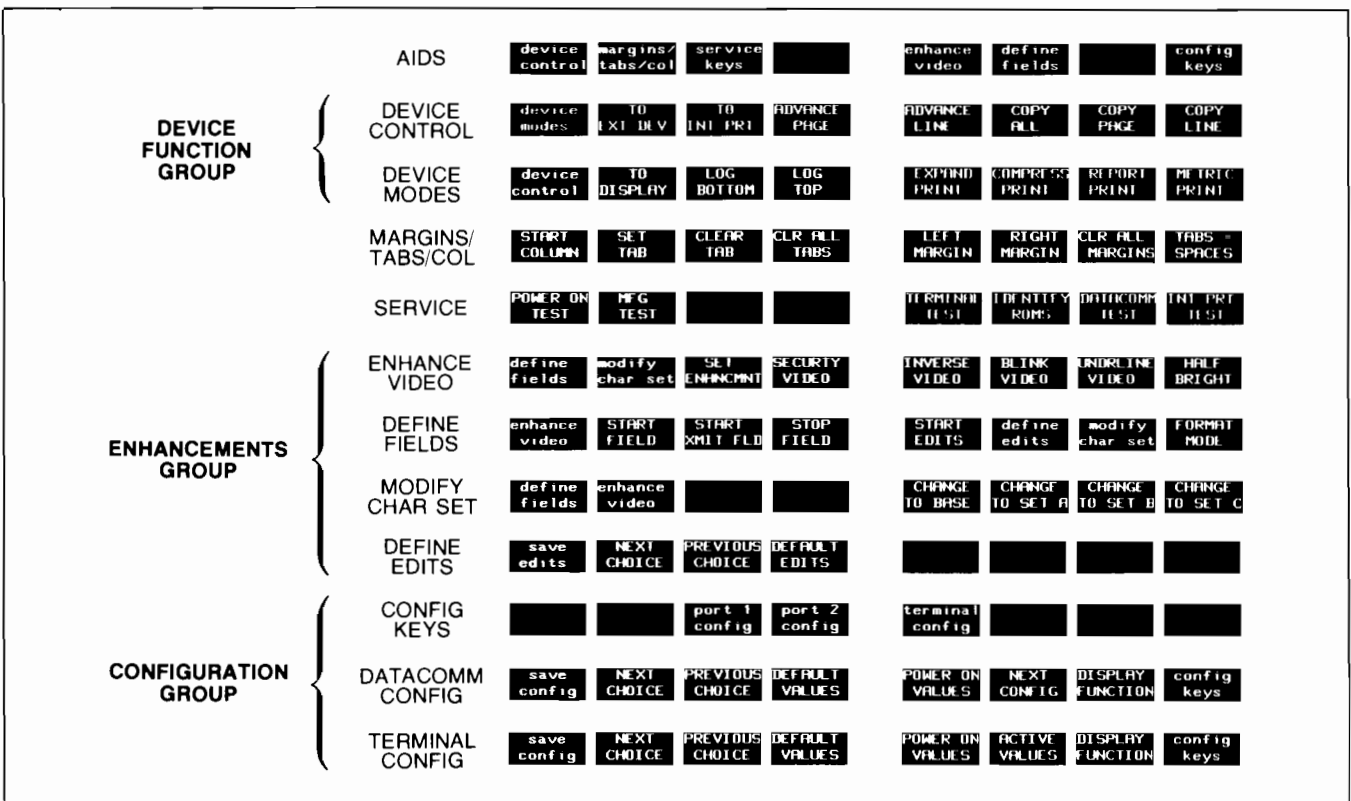 AIDS
device control
margins/ tabs/col
service keys
enhance video
define fields
config keys
DEVICE FUNCTION GROUP
DEVICE CONTROL
device modes
TO EXT DEV
TO INT PRT
ADVANCE PAGE
ADVANCE LINE
COPY ALL
COPY PAGE
COPY LINE
DEVICE MODES
device control
TO DISPLAY
LOG BOTTOM
LOG TOP
EXPAND PRINT
COMPRESS PRINT
REPORT PRINT
METRIC PRINT
MARGINS/ TABS/COL
START COLUMN
SET TAB
CLEAR TAB
CLR ALL TABS
LEFT MARGIN
RIGHT MARGIN
CLR ALL MARGINS
TABS = SPACES
SERVICE
POWER ON TEST
MFG TEST
TERMINAL TEST
IDENTIFY ROMS
DATACOMM TEST
INT PRT TEST
ENHANCEMENTS GROUP
ENHANCE VIDEO
define fields
modify char set
SET ENHNCMNT
SECURTY VIDEO
INVERSE VIDEO
BLINK VIDEO
UNDRLINE VIDEO
HALF BRIGHT
DEFINE FIELDS
enhance video
START FIELD
START XMIT FLD
STOP FIELD
START EDITS
define edits
modify char set
FORMAT MODE
MODIFY CHAR SET
define fields
enhance video
CHANGE TO BASE
CHANGE TO SET A
CHANGE TO SET B
CHANGE TO SET C
DEFINE EDITS
save edits
NEXT CHOICE
PREVIOUS CHOICE
DEFAULT EDITS
CONFIGURATION GROUP
CONFIG KEYS
port 1 config
port 2 config
terminal config
DATACOMM CONFIG
save config
NEXT CHOICE
PREVIOUS CHOICE
DEFAULT VALUES
POWER ON VALUES
NEXT CONFIG
DISPLAY FUNCTION
config keys
TERMINAL CONFIG
save config
NEXT CHOICE
PREVIOUS CHOICE
DEFAULT VALUES
POWER ON VALUES
ACTIVE VALUES
DISPLAY FUNCTION
config keys